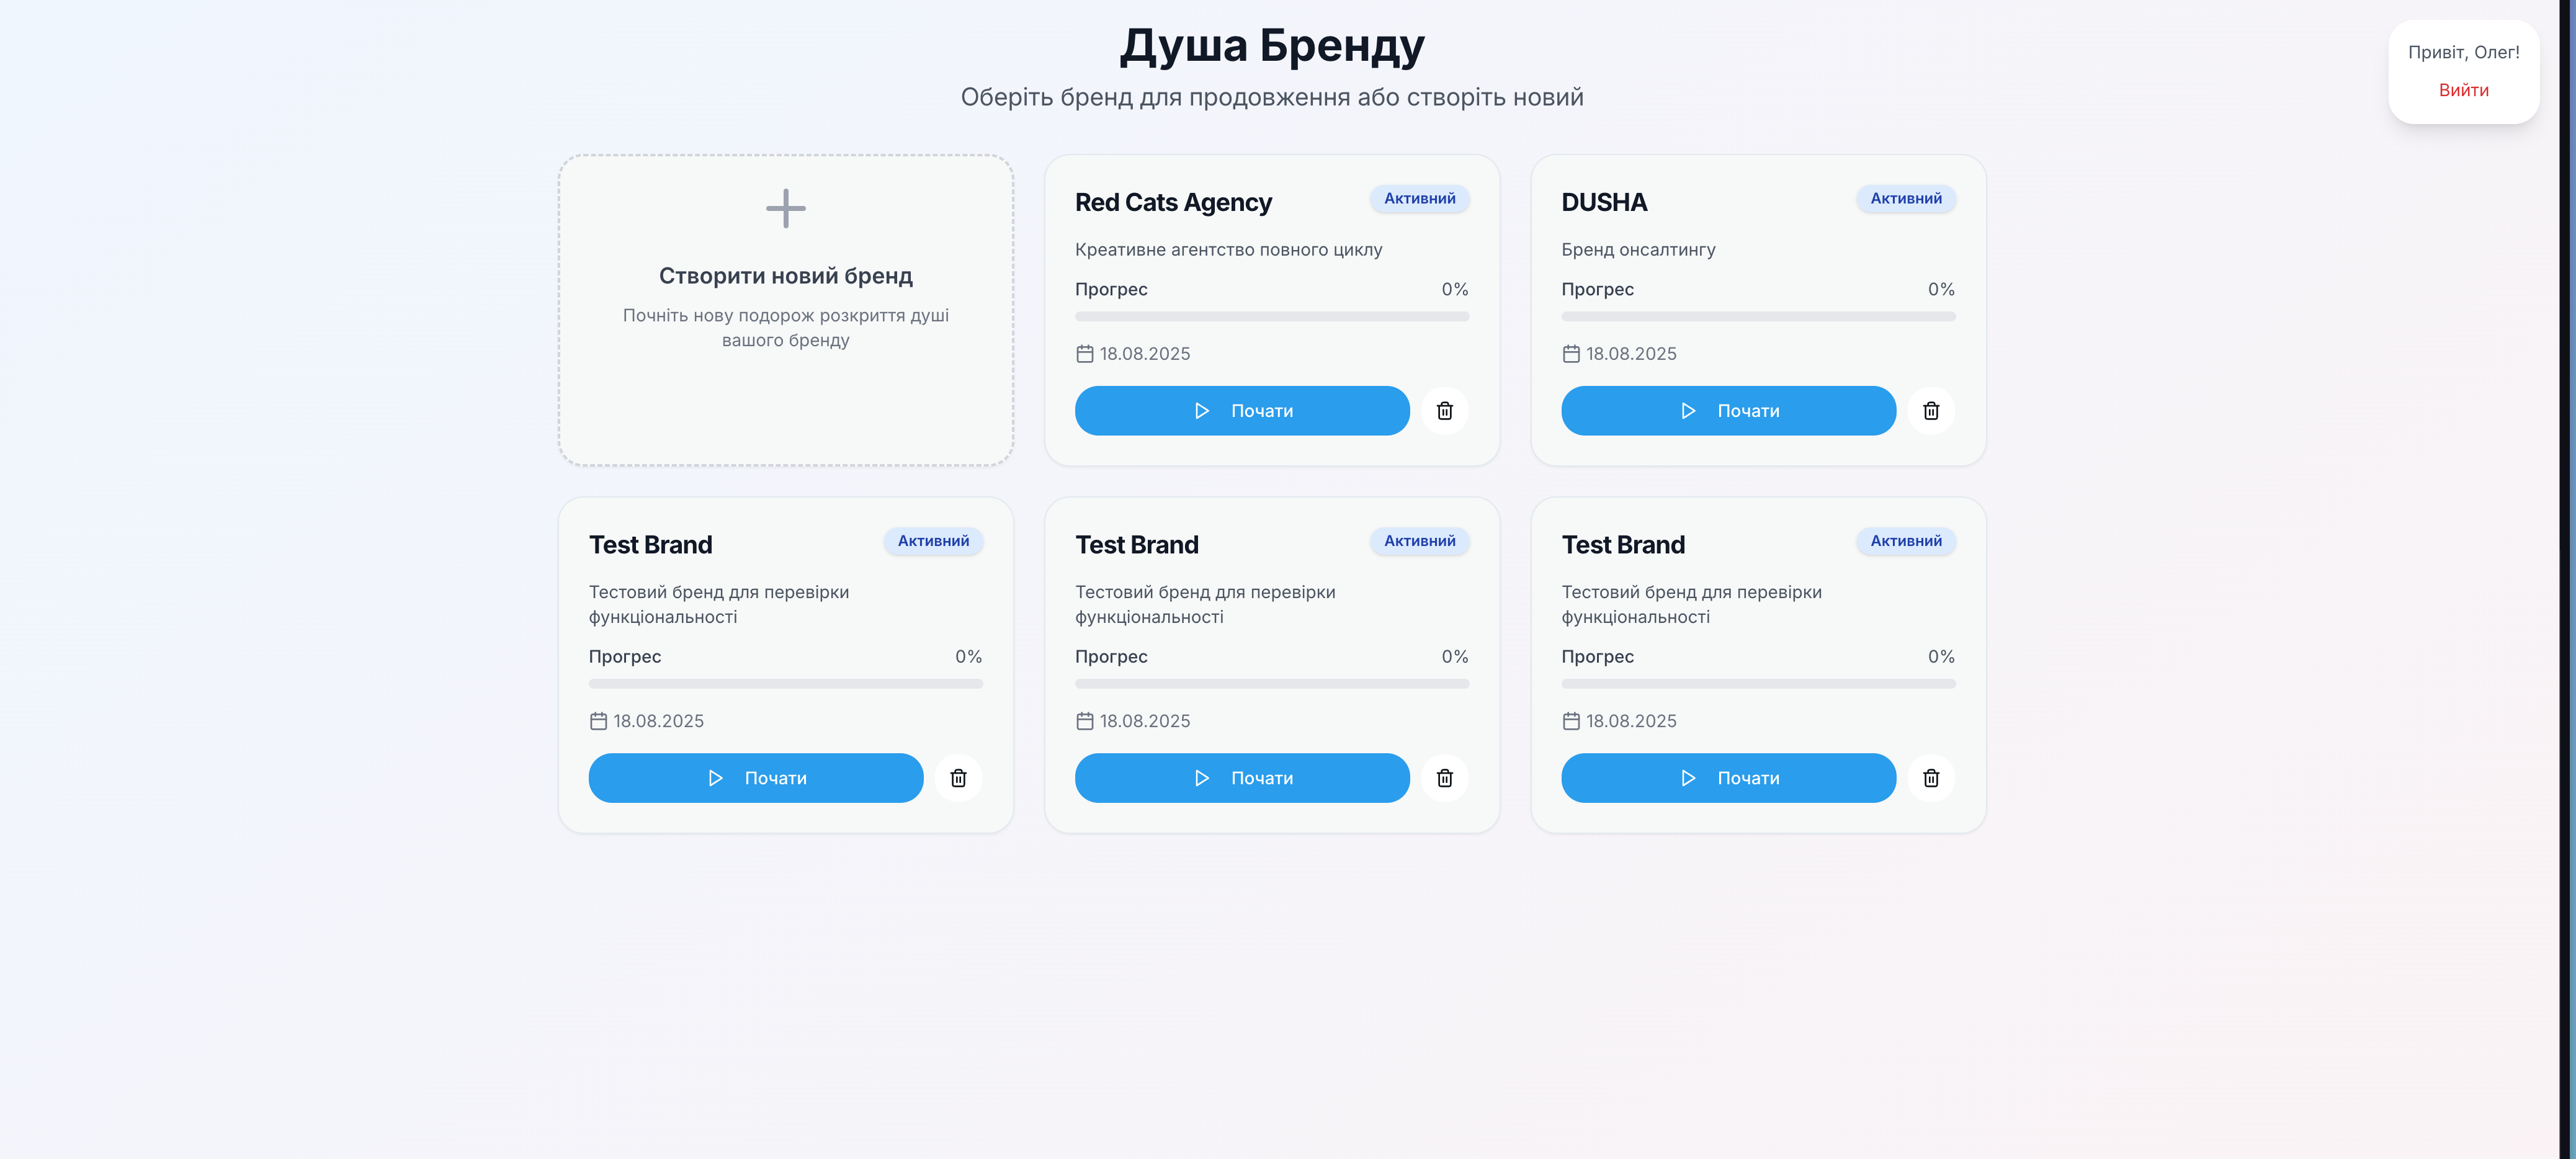 Душа Бренду
Оберіть бренд для продовження або створіть новий
Привіт, Олег!
Вийти
Створити новий бренд
Почніть нову подорож розкриття душі
вашого бренду
Red Cats Agency
Активний
Креативне агентство повного циклу
Прогрес 0%
18.08.2025
Почати
DUSHA
Активний
Бренд онсалтингу
Прогрес 0%
18.08.2025
Почати
Test Brand
Активний
Тестовий бренд для перевірки
функціональності
Прогрес 0%
18.08.2025
Почати
Test Brand
Активний
Тестовий бренд для перевірки
функціональності
Прогрес 0%
18.08.2025
Почати
Test Brand
Активний
Тестовий бренд для перевірки
функціональності
Прогрес 0%
18.08.2025
Почати